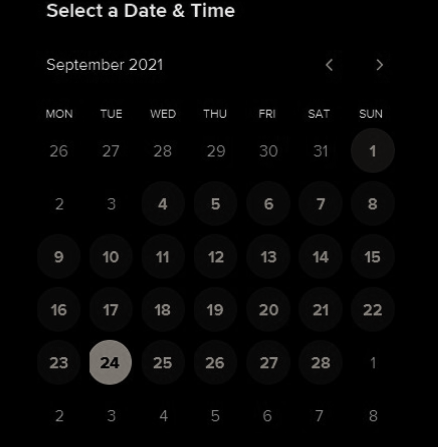 Select a Date & Time
September 2021
MON TUE WED THU FRI SAT SUN
26 27 28 29 30 31 1
2 3 4 5 6 7 8
9 10 11 12 13 14 15
16 17 18 19 20 21 22
23 24 25 26 27 28 1
2 3 4 5 6 7 8